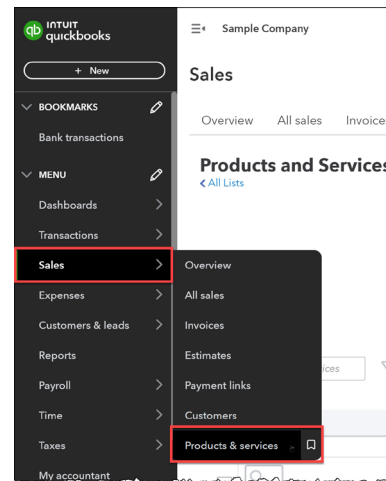 qb INTUIT
quickbooks
Sample Company
+ New
Sales
BOOKMARKS
Overview All sales Invoice
Bank transactions
Products and Services
All Lists
MENU
Dashboards
Transactions
Sales
Overview
Expenses
All sales
Customers & leads
Invoices
Reports
Estimates
ices
Payroll
Payment links
Time
Customers
Taxes
Products & services
My accountant